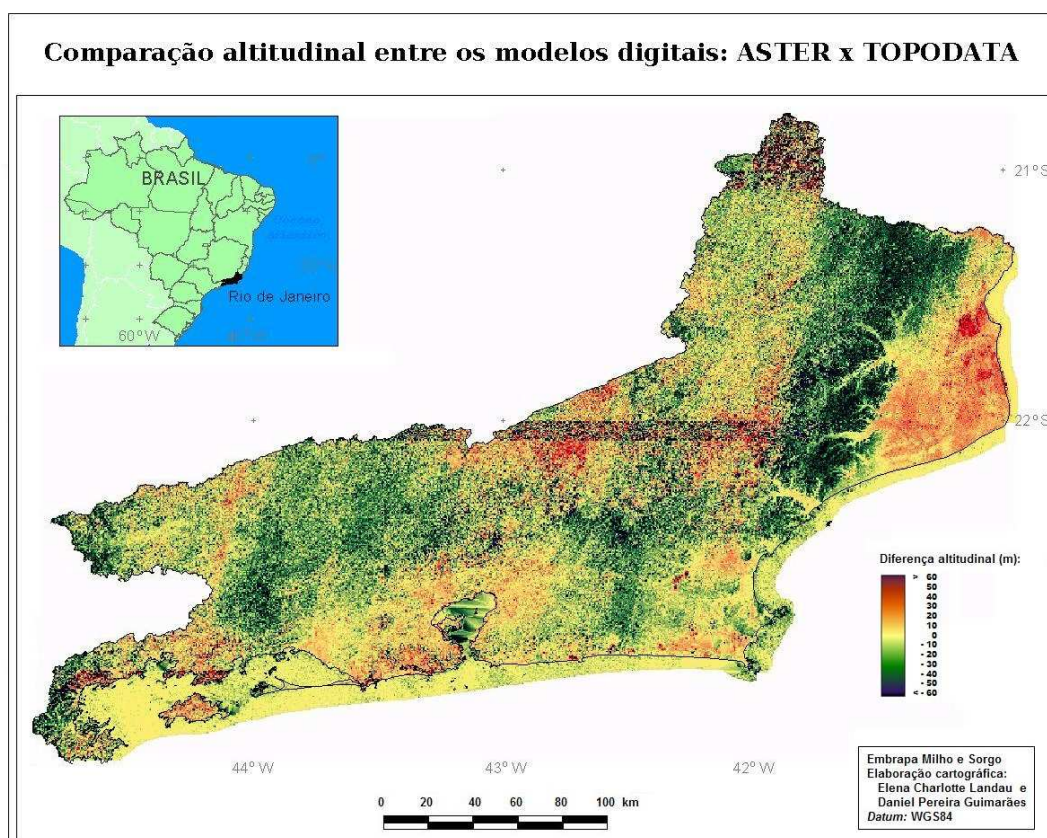 Comparação altitudinal entre os modelos digitais: ASTER x TOPODATA
BRASIL
Rio de Janeiro
60°W
21°S
22°S
44°W
43°W
42°W
Diferença altitudinal (m):
> 60
50
40
30
20
10
0
- 10
- 20
- 30
- 40
- 50
< - 60
0 20 40 60 80 100 km
Embrapa Milho e Sorgo
Elaboração cartográfica:
Elena Charlotte Landau e
Daniel Pereira Guimarães
Datum: WGS84